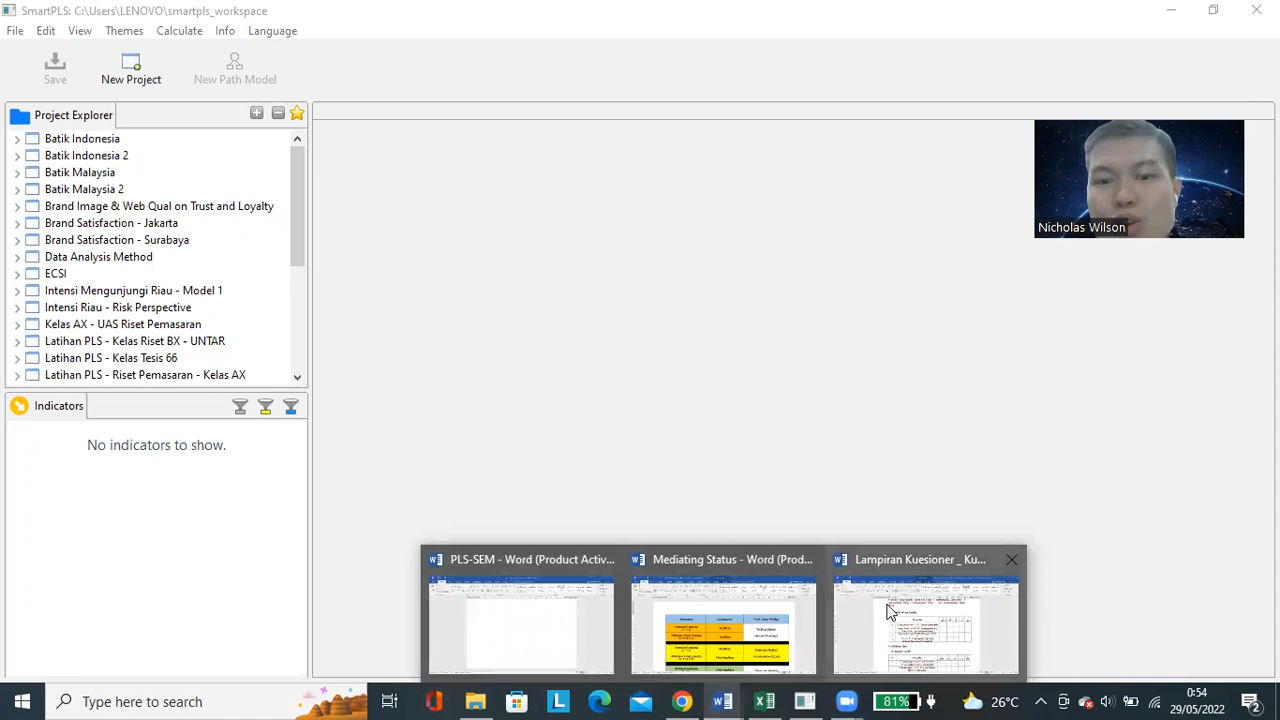 SmartPLS: C:\Users\LENOVO\smartpls_workspace
File Edit View Themes Calculate Info Language
Save
New Project
New Path Model
Project Explorer
Batik Indonesia
Batik Indonesia 2
Batik Malaysia
Batik Malaysia 2
Brand Image & Web Qual on Trust and Loyalty
Brand Satisfaction - Jakarta
Brand Satisfaction - Surabaya
Data Analysis Method
ECSI
Intensi Mengunjungi Riau - Model 1
Intensi Riau - Risk Perspective
Kelas AX - UAS Riset Pemasaran
Latihan PLS - Kelas Riset BX - UNTAR
Latihan PLS - Kelas Tesis 66
Latihan PLS - Riset Pemasaran - Kelas AX
Indicators
No indicators to show.
Nicholas Wilson
PLS-SEM - Word (Product Activ...
Mediating Status - Word (Prod...
Lampiran Kuesioner _ Ku...
Type here to search
81%
26°C
0:54
29/05/2022
2